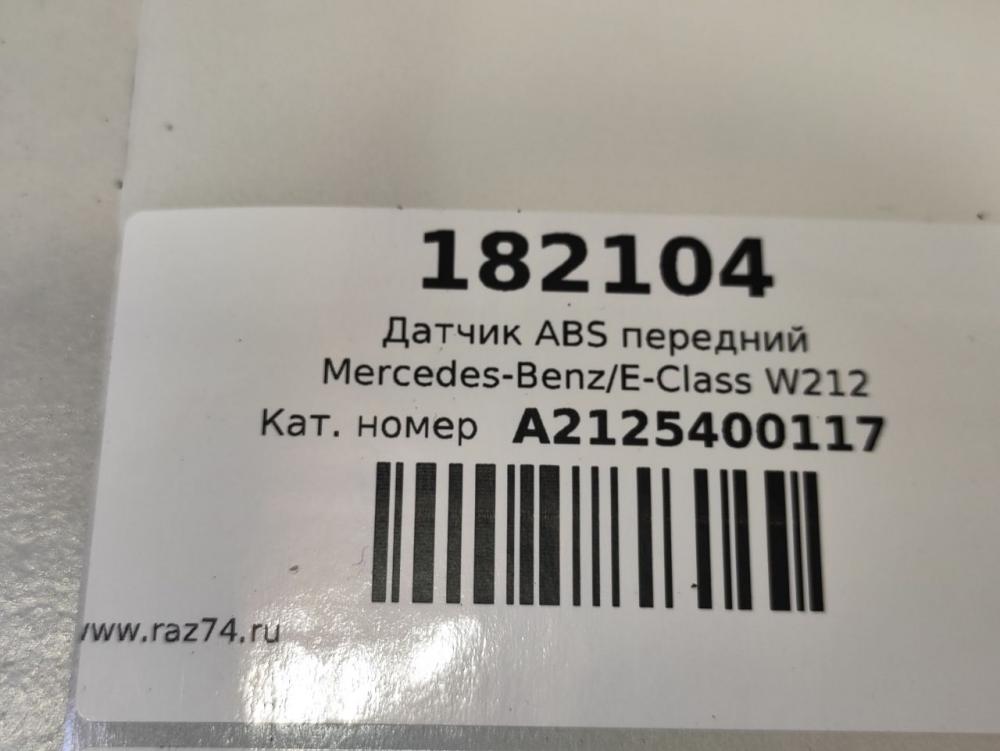 182104
Датчик ABS передний
Mercedes-Benz/E-Class W212
Кат. номер A2125400117
www.raz74.ru